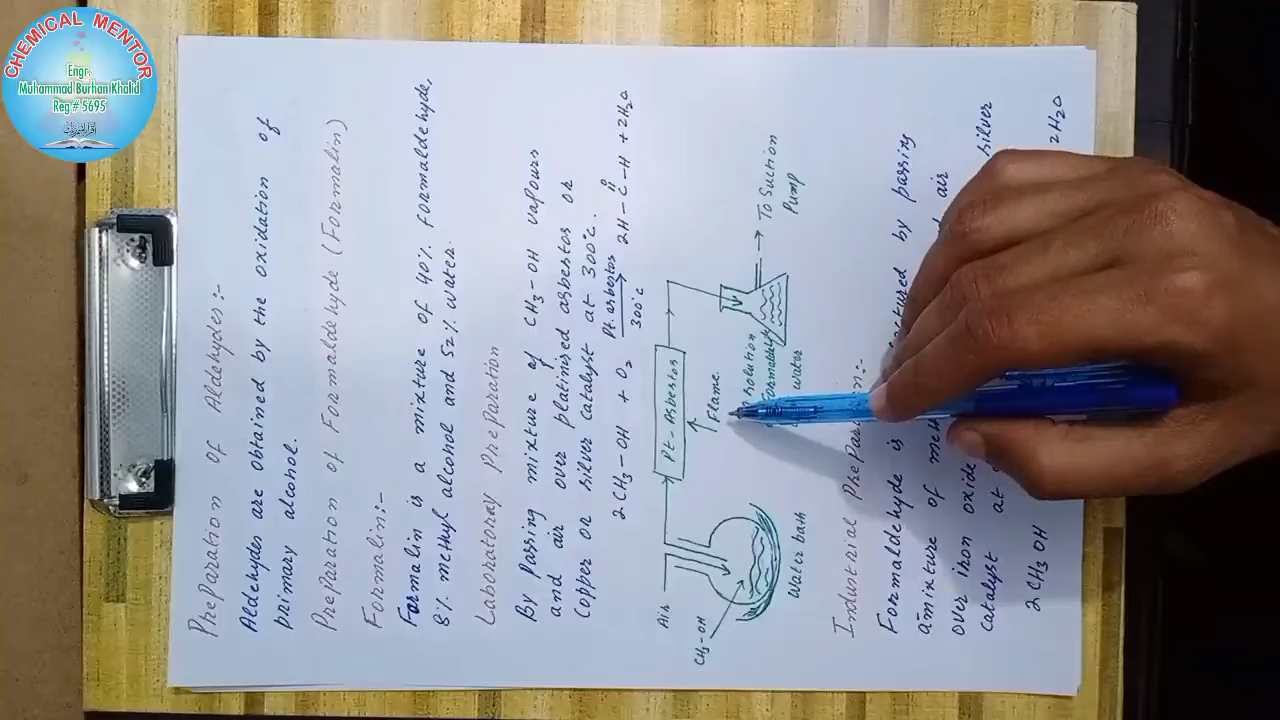 CHEMICAL MENTOR
Engr.
Muhammad Burhan Khalid
Reg.# 5695
Preparation of Aldehydes:-
Aldehydes are obtained by the oxidation of
primary alcohol.
Preparation of Formaldehyde (Formalin)
Formalin:-
Formalin is a mixture of 40% formaldehyde,
8% methyl alcohol and 52% water.
Laboratoray Preparation
By passing mixture of CH3-OH vapours
and air over platinised asbestos or
copper or silver catalyst at 300°C.
2CH3-OH + O2 Pt asbestos 300°C 2H-C-H + 2H2O
O
Air
CH3-OH
Water bath
Pt-Asbestos
Flame.
solution
Formaldehyde
water
To Suction
Pump
Industrial
Formaldehyde is by passing
amixture of air
over iron oxide silver
catalyst at
2CH3OH 2H2O